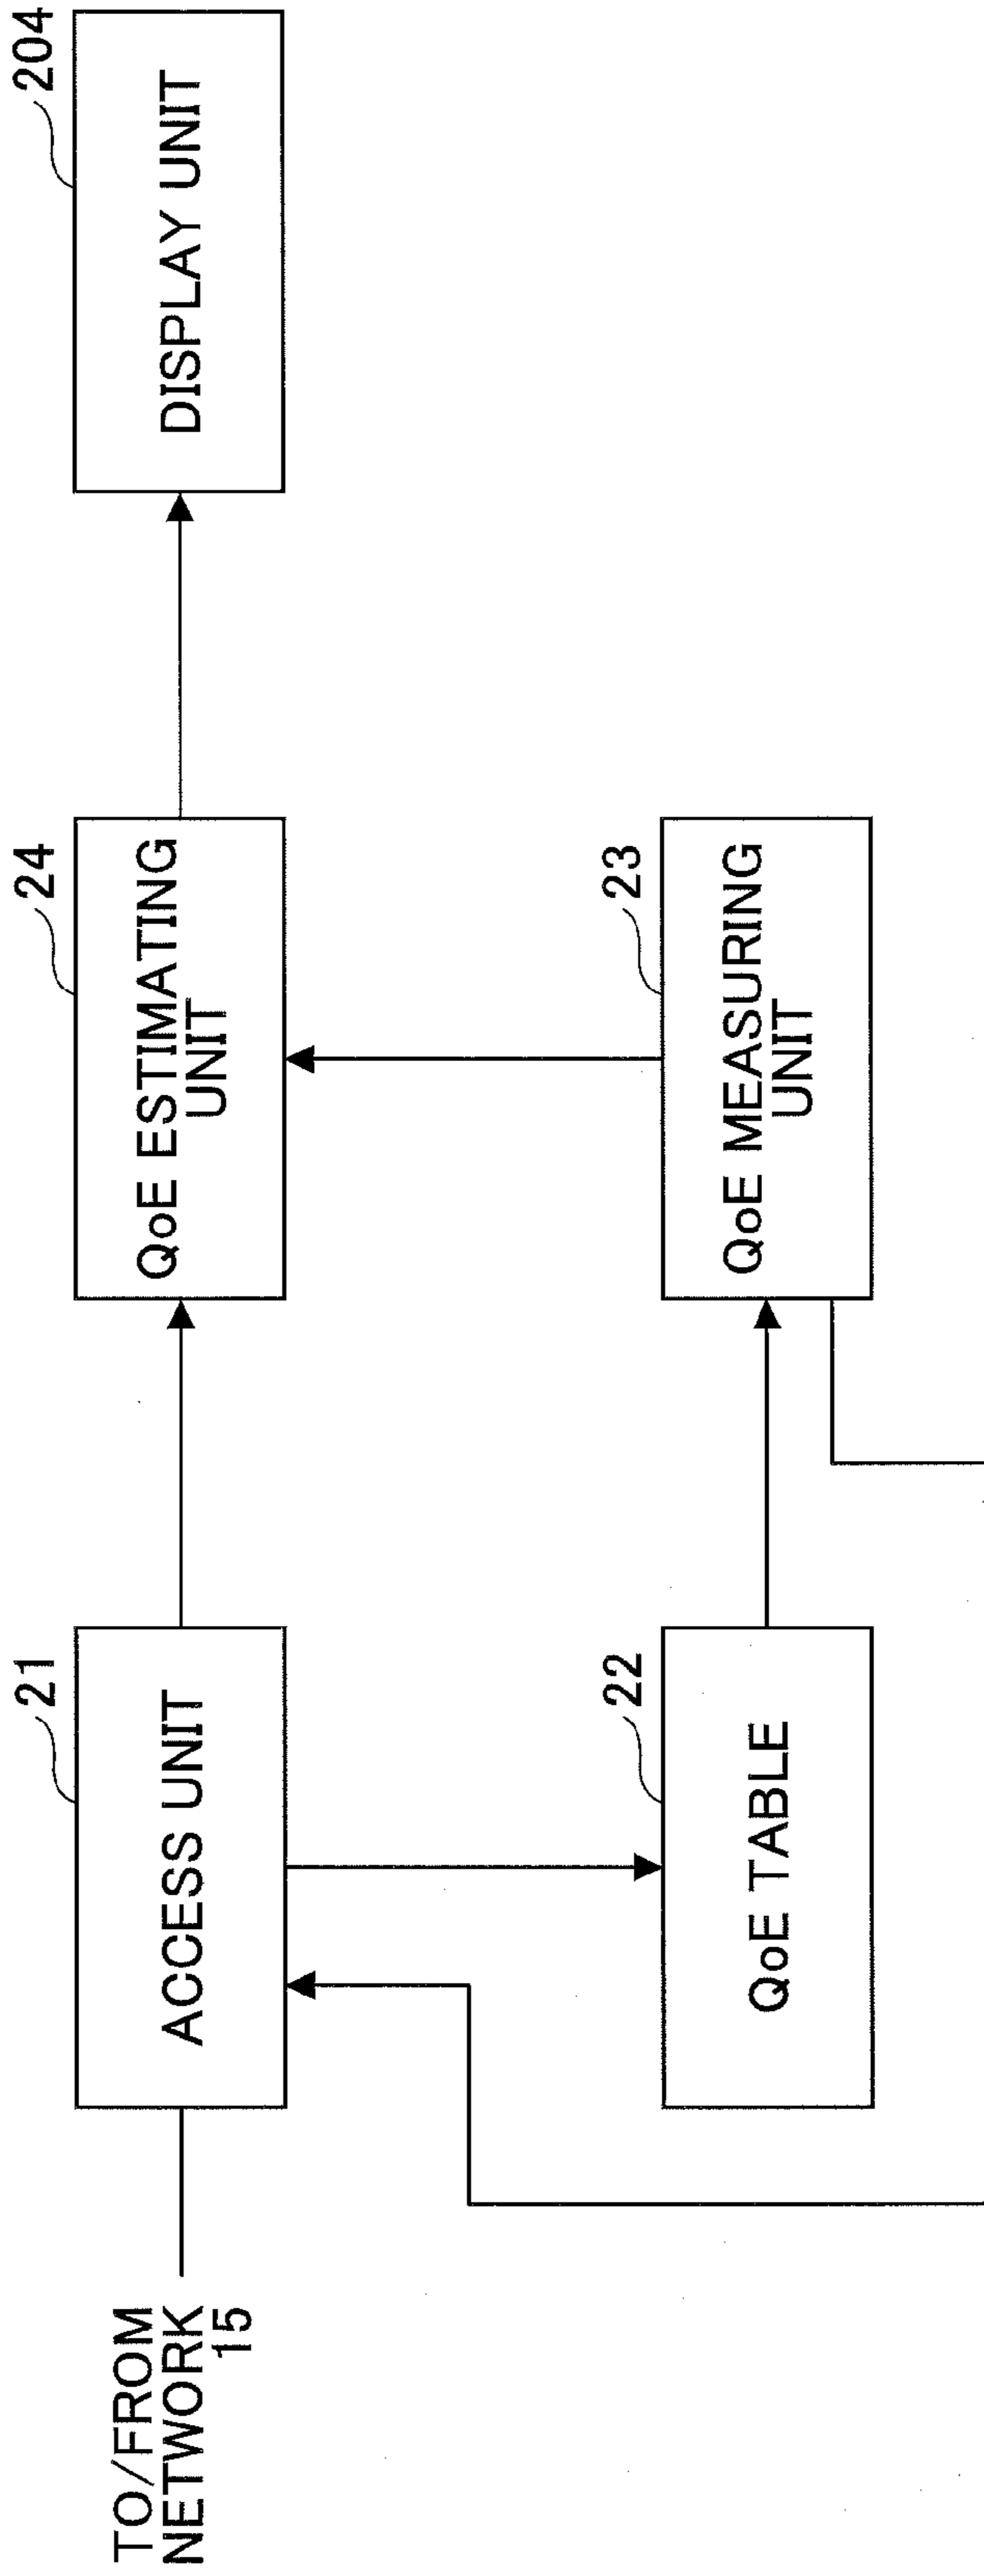 TO/FROM
NETWORK
15
21
ACCESS UNIT
24
QoE ESTIMATING
UNIT
204
DISPLAY UNIT
22
QoE TABLE
23
QoE MEASURING
UNIT